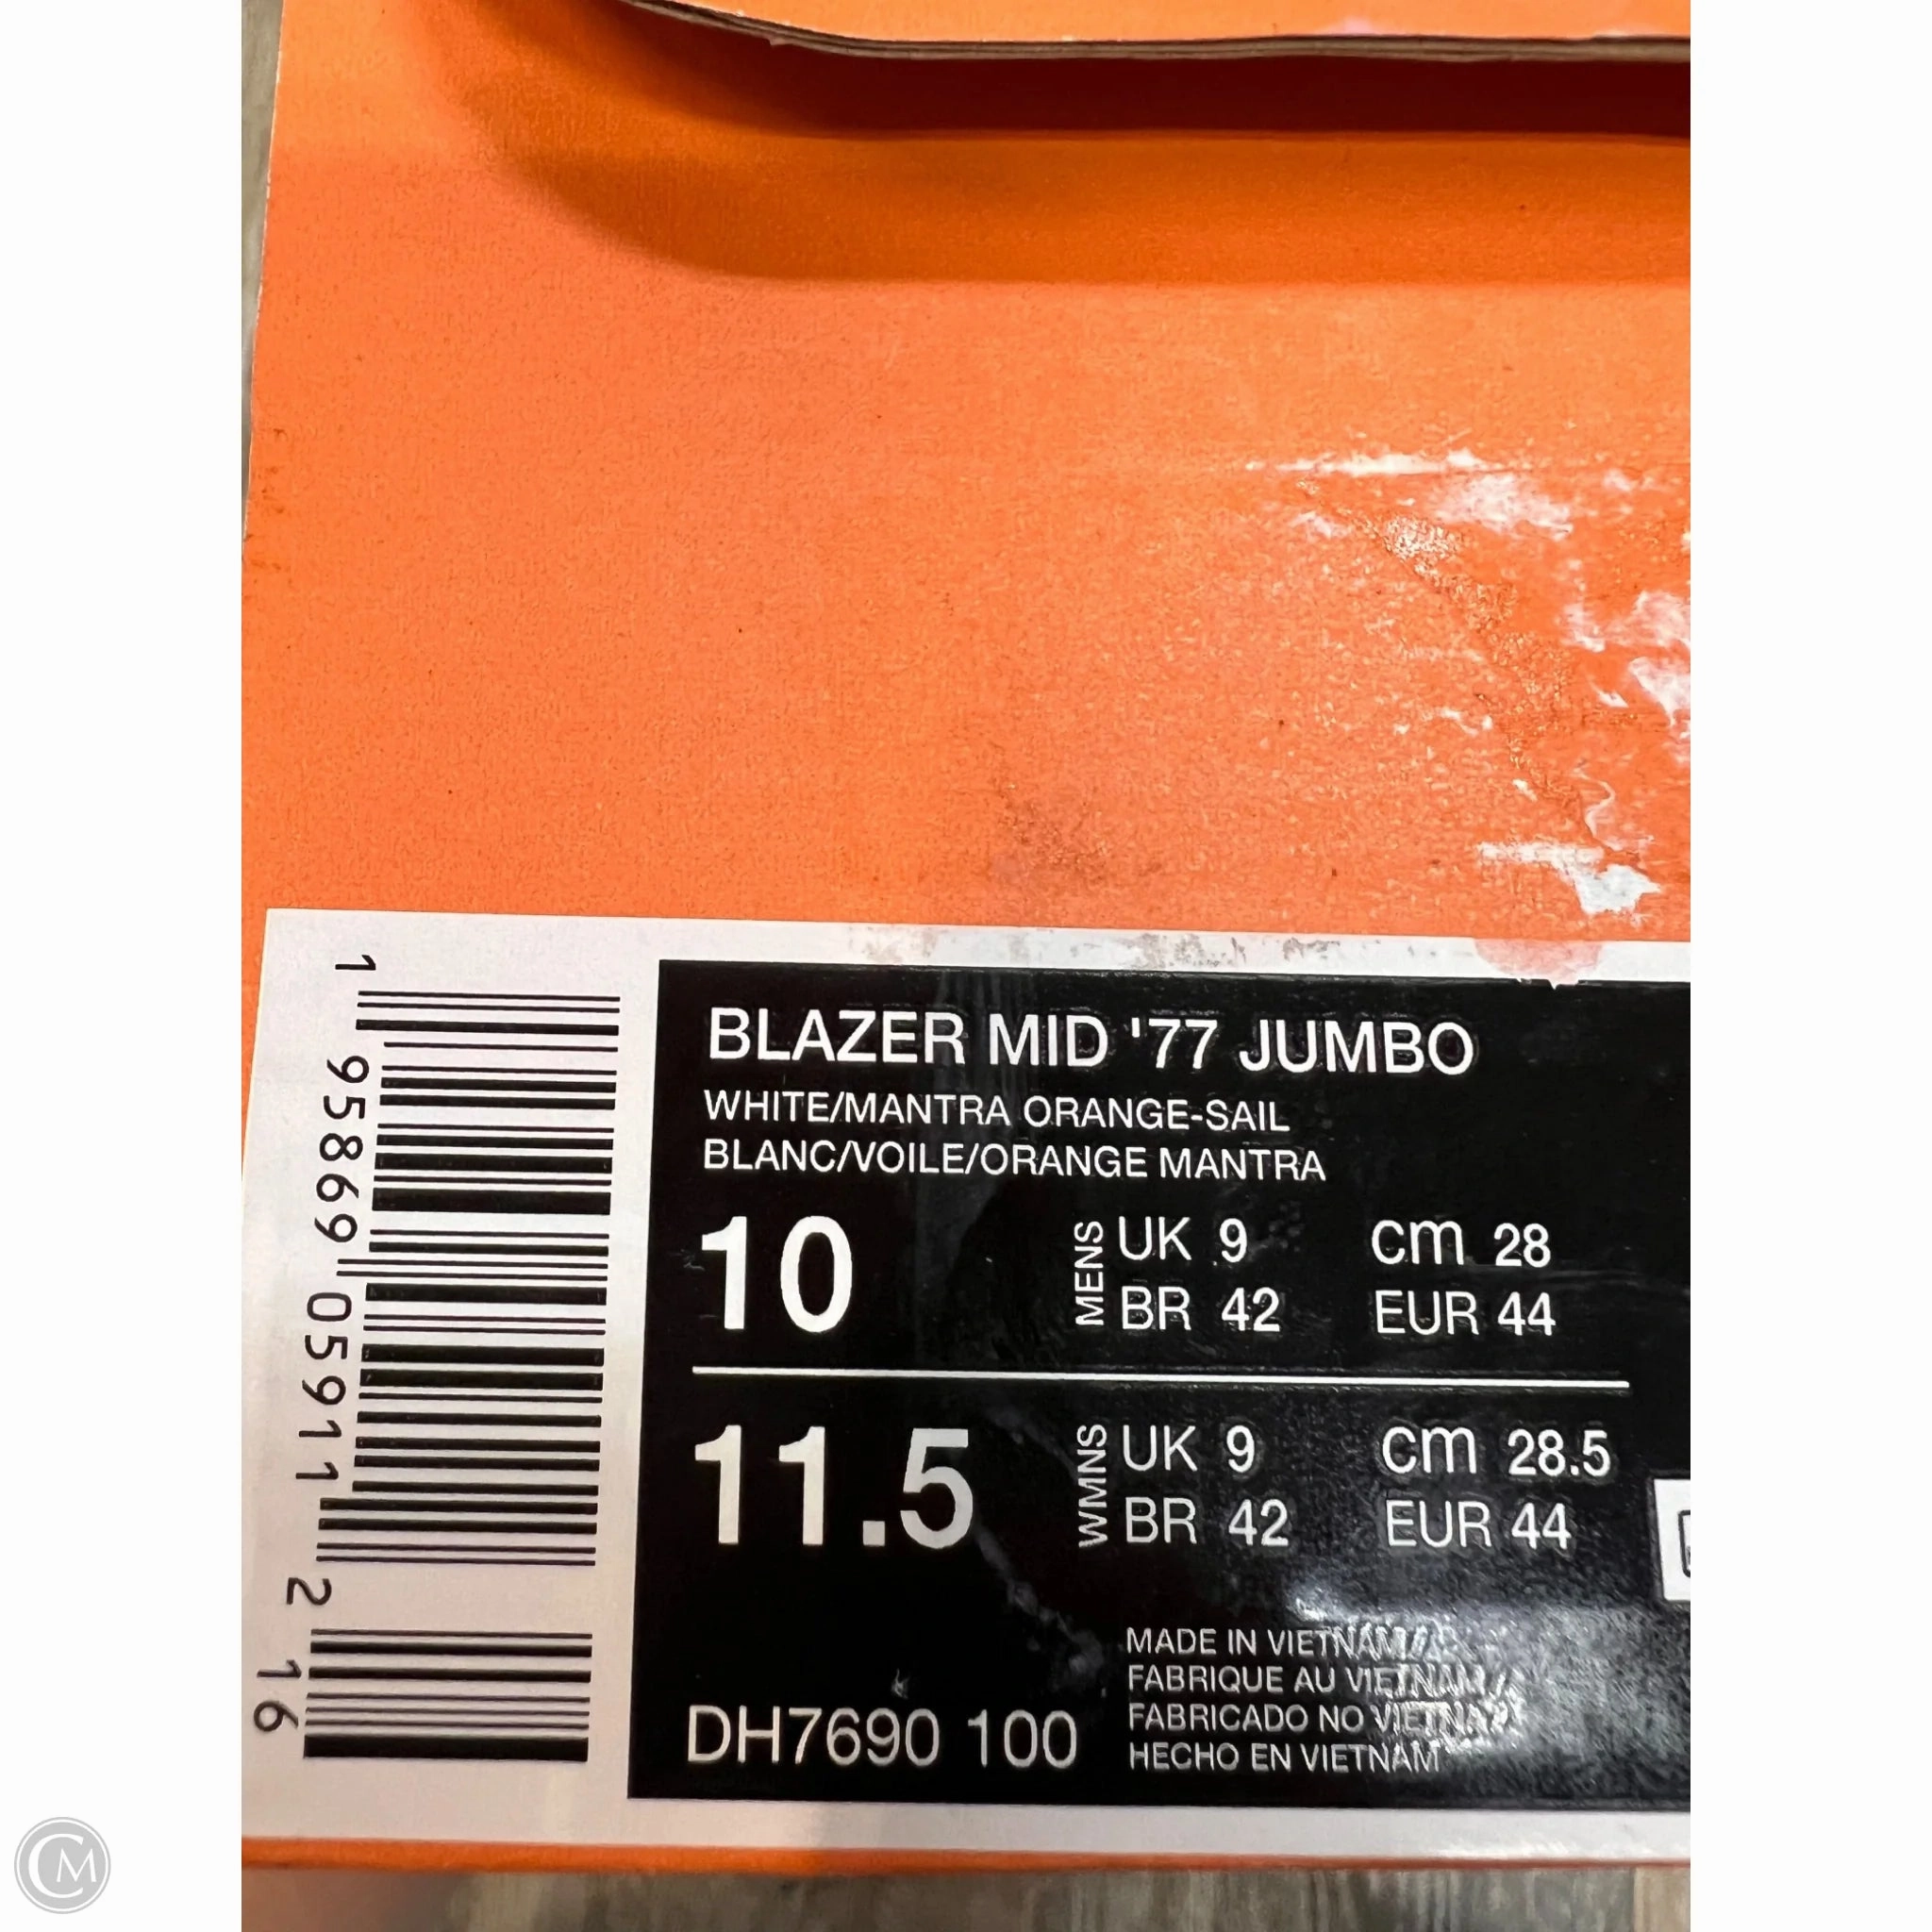 BLAZER MID '77 JUMBO
WHITE/MANTRA ORANGE-SAIL
BLANC/VOILE/ORANGE MANTRA
10 MENS UK 9 cm 28
BR 42 EUR 44
11.5 WMNS UK 9 cm 28.5
BR 42 EUR 44
MADE IN VIETNAM
FABRIQUE AU VIETNAM
FABRICADO NO VIETNA
HECHO EN VIETNAM
DH7690 100
1 95869 05911 2 16
CM